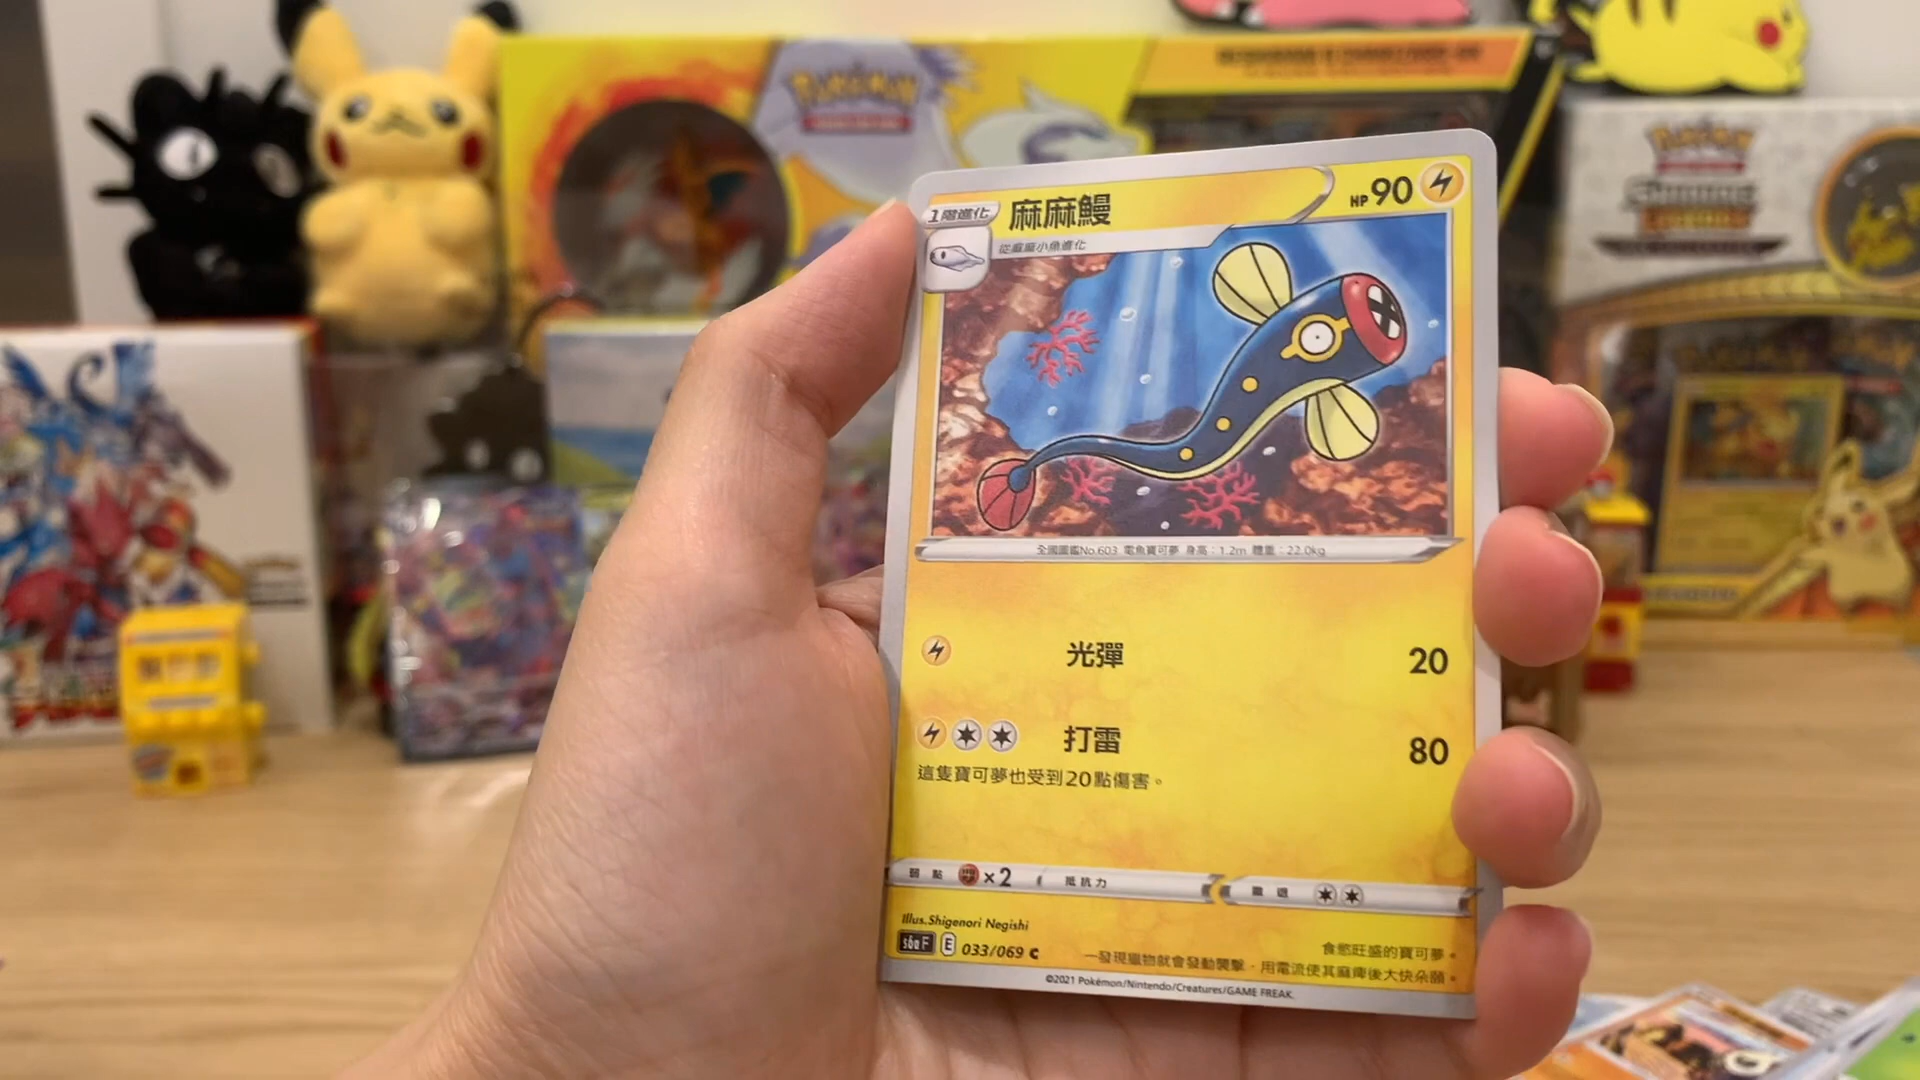 Pokémon
Pokémon
1階進化
麻麻鰻
HP90
從麻麻小魚進化
全國圖鑑No.603 電魚寶可夢 身高：1.2m 體重：22.0kg
光彈 20
打雷 80
這隻寶可夢也受到20點傷害。
弱點 ×2 抵抗力 撤退
Illus.Shigenori Negishi
s6a F E 033/069 C
食慾旺盛的寶可夢。
一發現獵物就會發動襲擊，用電流使其麻痺後大快朵頤。
©2021 Pokémon/Nintendo/Creatures/GAME FREAK.